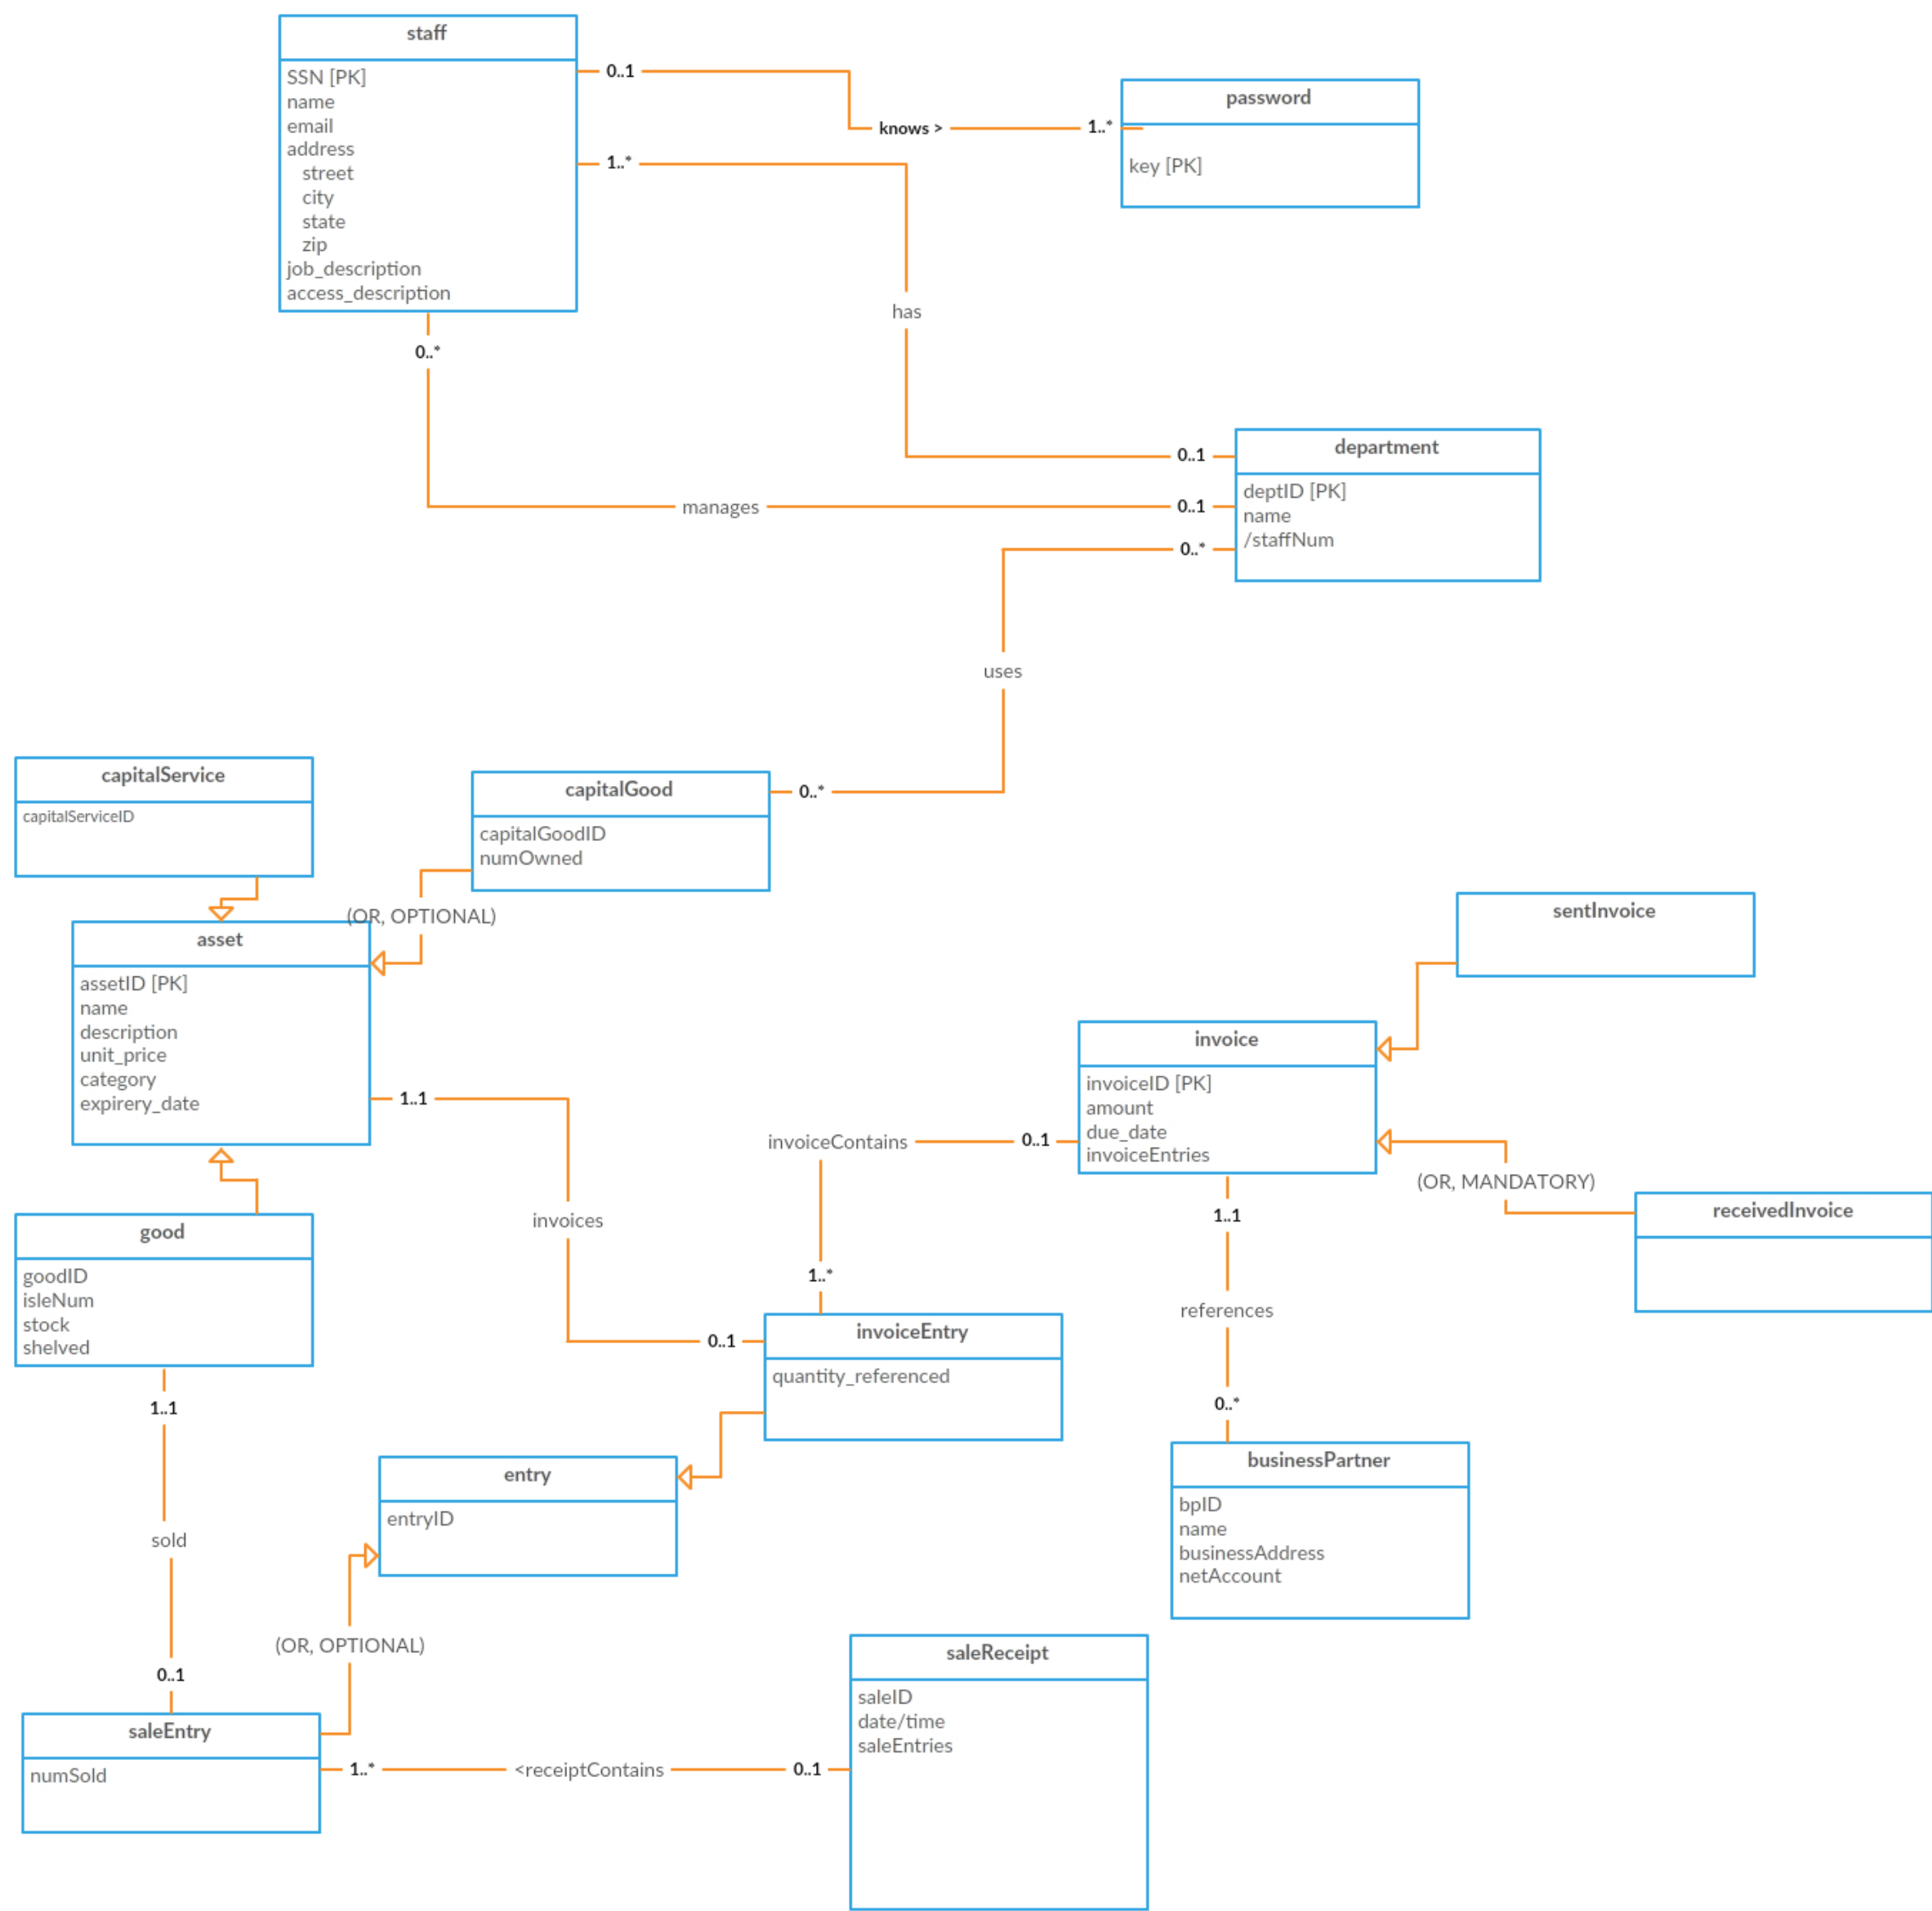 staff
SSN [PK]
name
email
address
street
city
state
zip
job_description
access_description
0..1
knows >
1..*
password
key [PK]
1..*
has
0..1
0..*
manages
0..1
department
deptID [PK]
name
/staffNum
0..*
uses
0..*
capitalService
capitalServiceID
capitalGood
capitalGoodID
numOwned
(OR, OPTIONAL)
asset
assetID [PK]
name
description
unit_price
category
expirery_date
1..1
invoices
0..1
sentInvoice
invoice
invoiceID [PK]
amount
due_date
invoiceEntries
invoiceContains
0..1
1..*
(OR, MANDATORY)
receivedInvoice
1..1
references
0..*
good
goodID
isleNum
stock
shelved
invoiceEntry
quantity_referenced
businessPartner
bpID
name
businessAddress
netAccount
entry
entryID
1..1
sold
0..1
(OR, OPTIONAL)
saleEntry
numSold
1..*
<receiptContains
0..1
saleReceipt
saleID
date/time
saleEntries